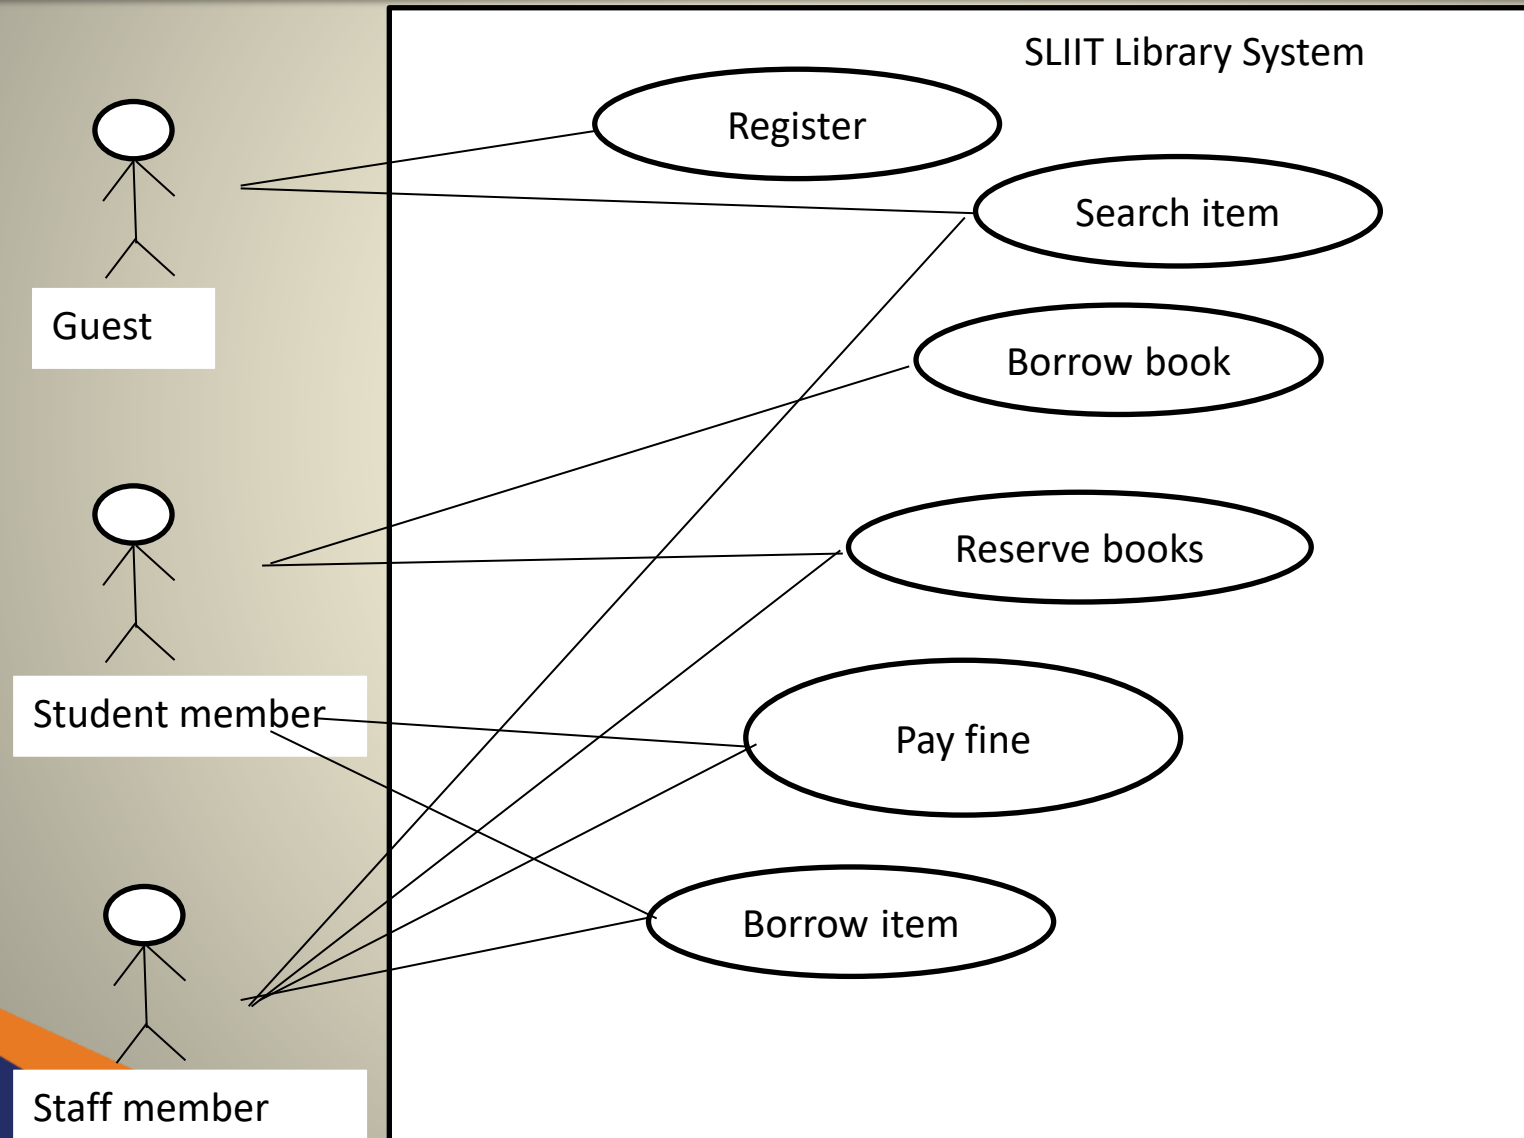 SLIIT Library System
Register
Search item
Guest
Borrow book
Reserve books
Student member
Pay fine
Borrow item
Staff member